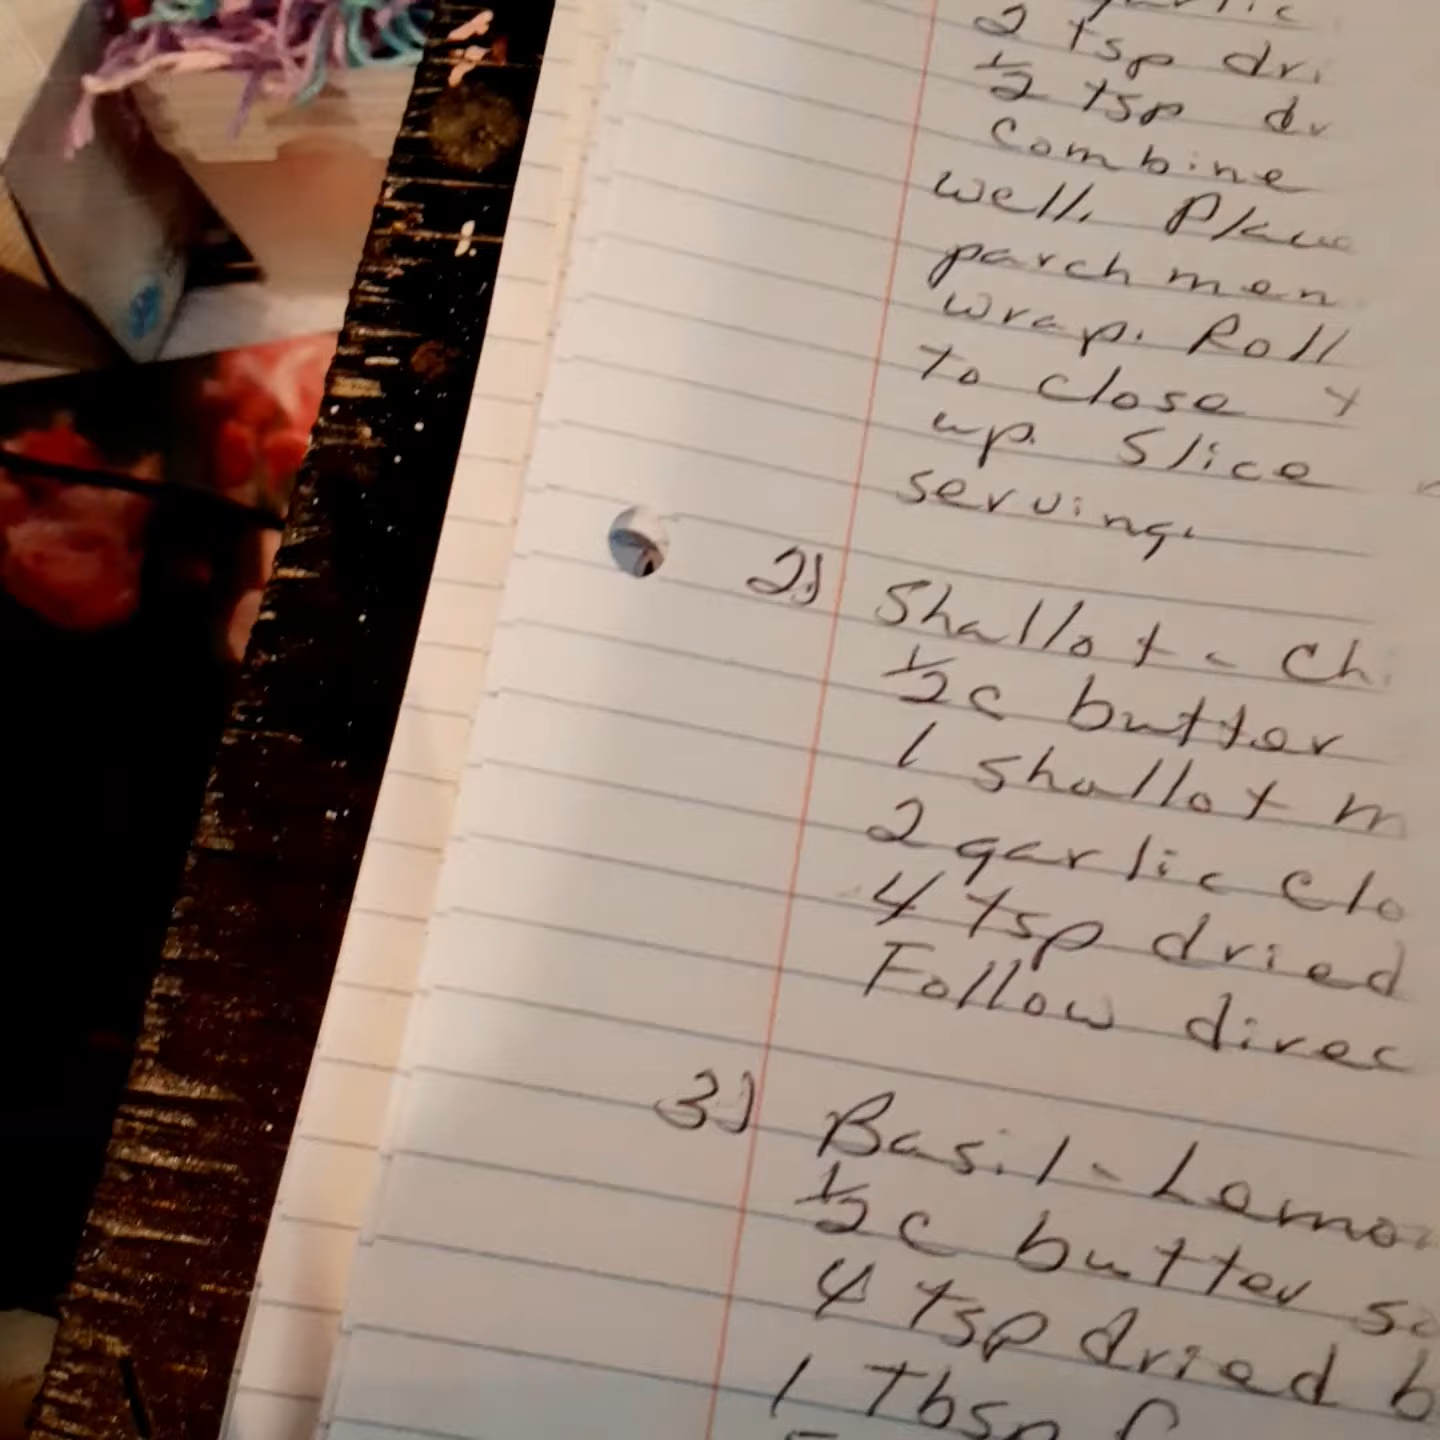 2 tsp dri
½ tsp dr
Combine
well. Place
parchmen
wrap. Roll
to close +
up. Slice
serving.
2) Shallot - Chi
½ c butter
1 shallot m
2 garlic clo
4 tsp dried
Follow direc
3) Basil - Lemo
½ c butter so
4 tsp dried b
1 Tbsp